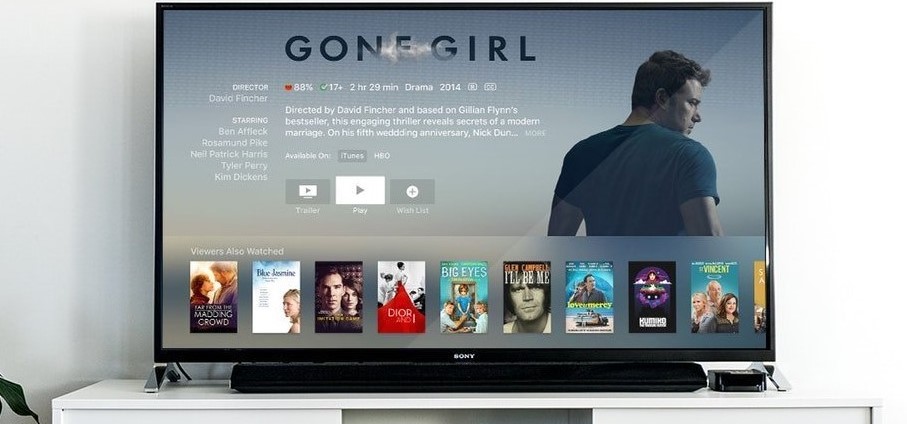 GONE GIRL
DIRECTOR
David Fincher
STARRING
Ben Affleck
Rosamund Pike
Neil Patrick Harris
Tyler Perry
Kim Dickens
88% 17+ 2 hr 29 min Drama 2014 R CC
Directed by David Fincher and based on Gillian Flynn's
bestseller, this engaging thriller reveals secrets of a modern
marriage. On his fifth weddding anniversary, Nick Dun... MORE
Available On: iTunes HBO
Trailer Play Wish List
Viewers Also Watched
FAR FROM THE
MADDING
CROWD
Blue Jasmine
IMITATION GAME
DIOR
AND I
BIG EYES
GLEN CAMPBELL
I'LL BE ME
love & mercy
KUMIKO
ST. VINCENT
SONY